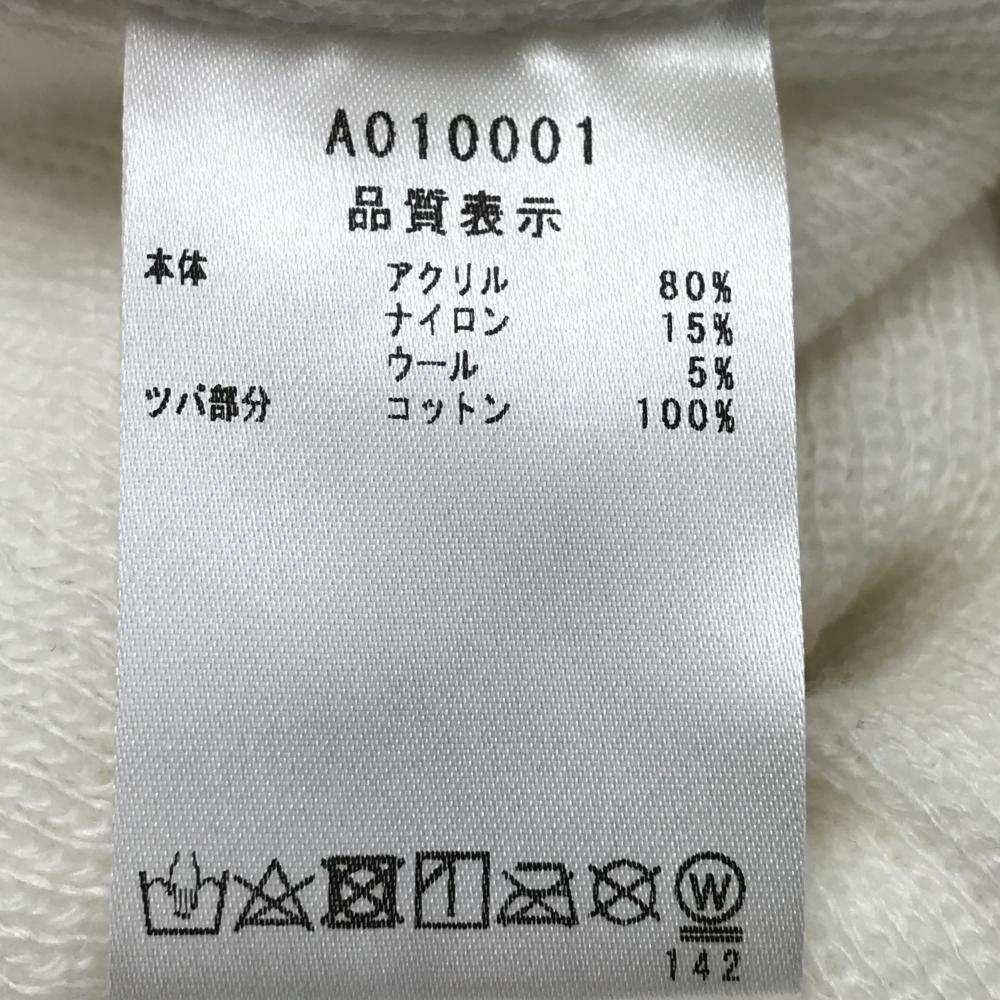 A010001
品質表示
本体 アクリル 80%
ナイロン 15%
ウール 5%
ツバ部分 コットン 100%
W
142